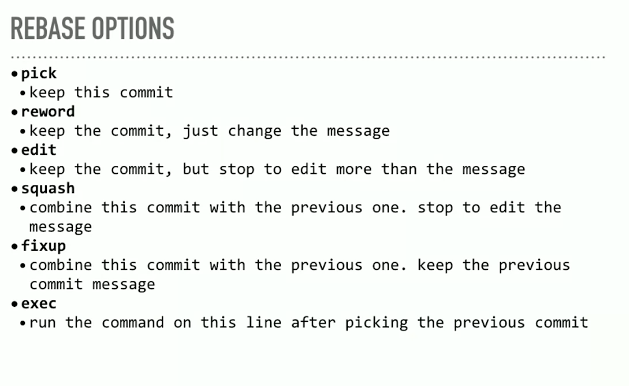 REBASE OPTIONS
•pick
•keep this commit
•reword
•keep the commit, just change the message
•edit
•keep the commit, but stop to edit more than the message
•squash
•combine this commit with the previous one. stop to edit the
message
•fixup
•combine this commit with the previous one. keep the previous
commit message
•exec
•run the command on this line after picking the previous commit